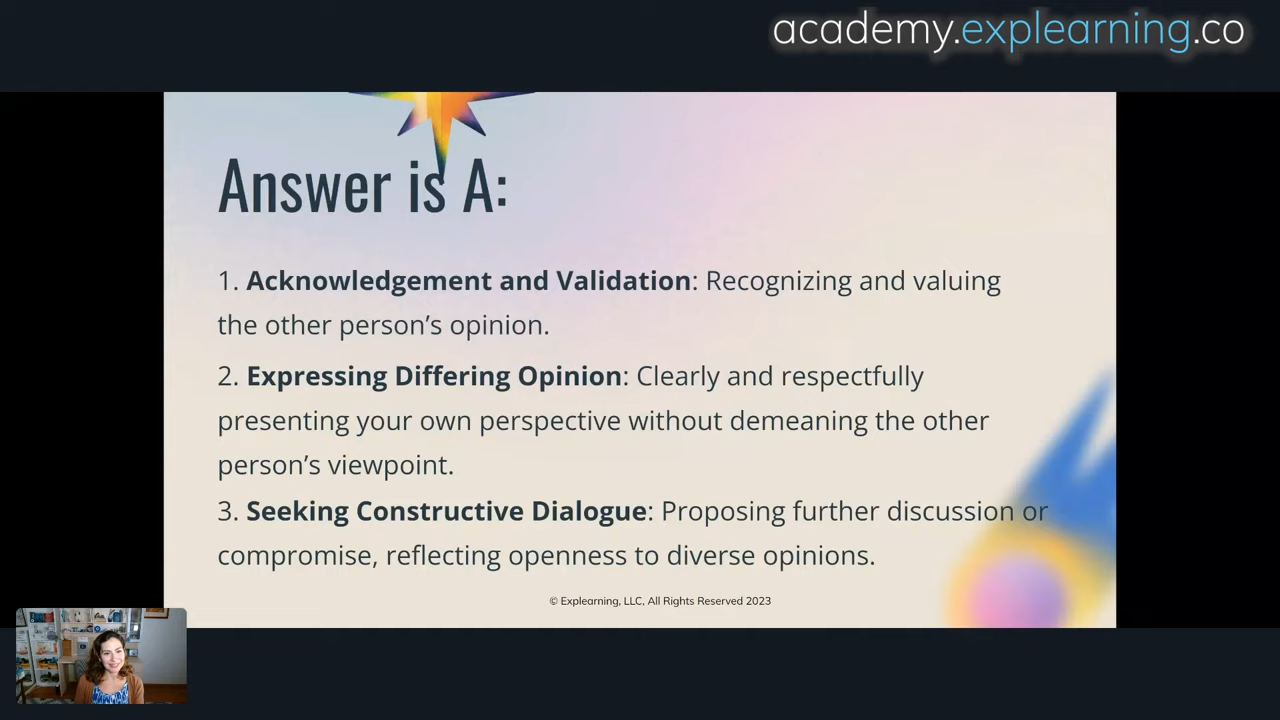 academy.explearning.co
Answer is A:
1. Acknowledgement and Validation: Recognizing and valuing
the other person’s opinion.
2. Expressing Differing Opinion: Clearly and respectfully
presenting your own perspective without demeaning the other
person’s viewpoint.
3. Seeking Constructive Dialogue: Proposing further discussion or
compromise, reflecting openness to diverse opinions.
© Explearning, LLC, All Rights Reserved 2023